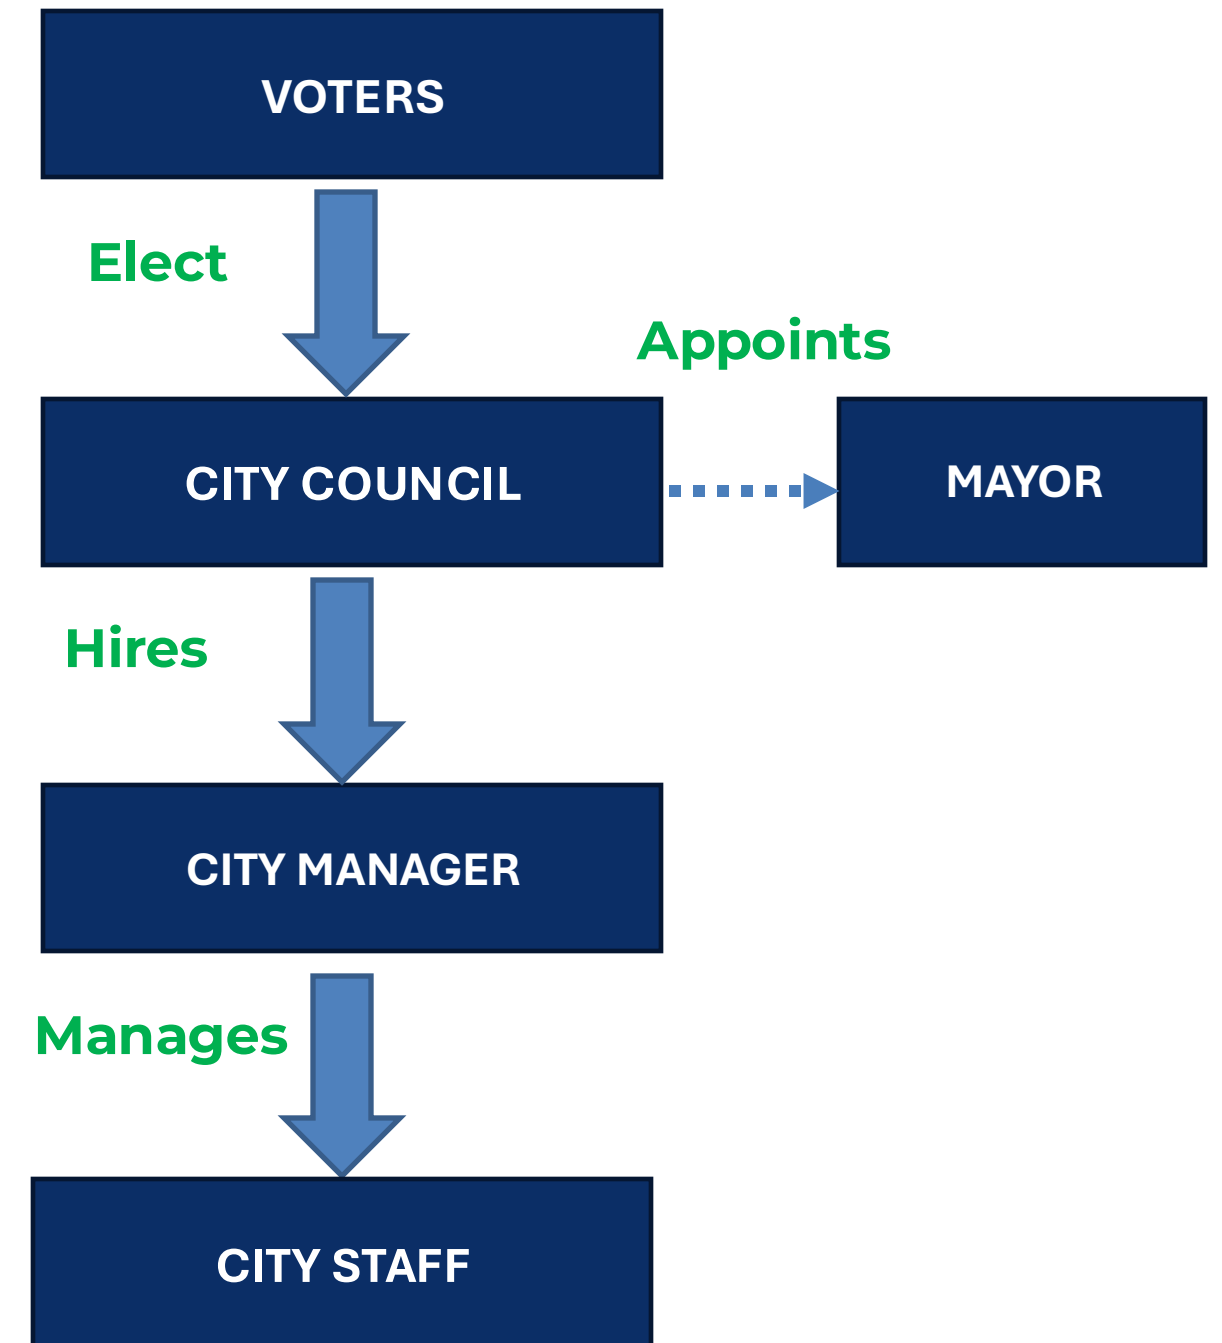 VOTERS
Elect
Appoints
CITY COUNCIL
MAYOR
Hires
CITY MANAGER
Manages
CITY STAFF